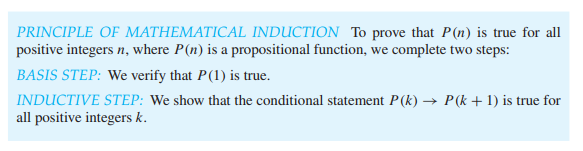 PRINCIPLE OF MATHEMATICAL INDUCTION To prove that P(n) is true for all
positive integers n, where P(n) is a propositional function, we complete two steps:
BASIS STEP: We verify that P(1) is true.
INDUCTIVE STEP: We show that the conditional statement P(k) → P(k + 1) is true for
all positive integers k.